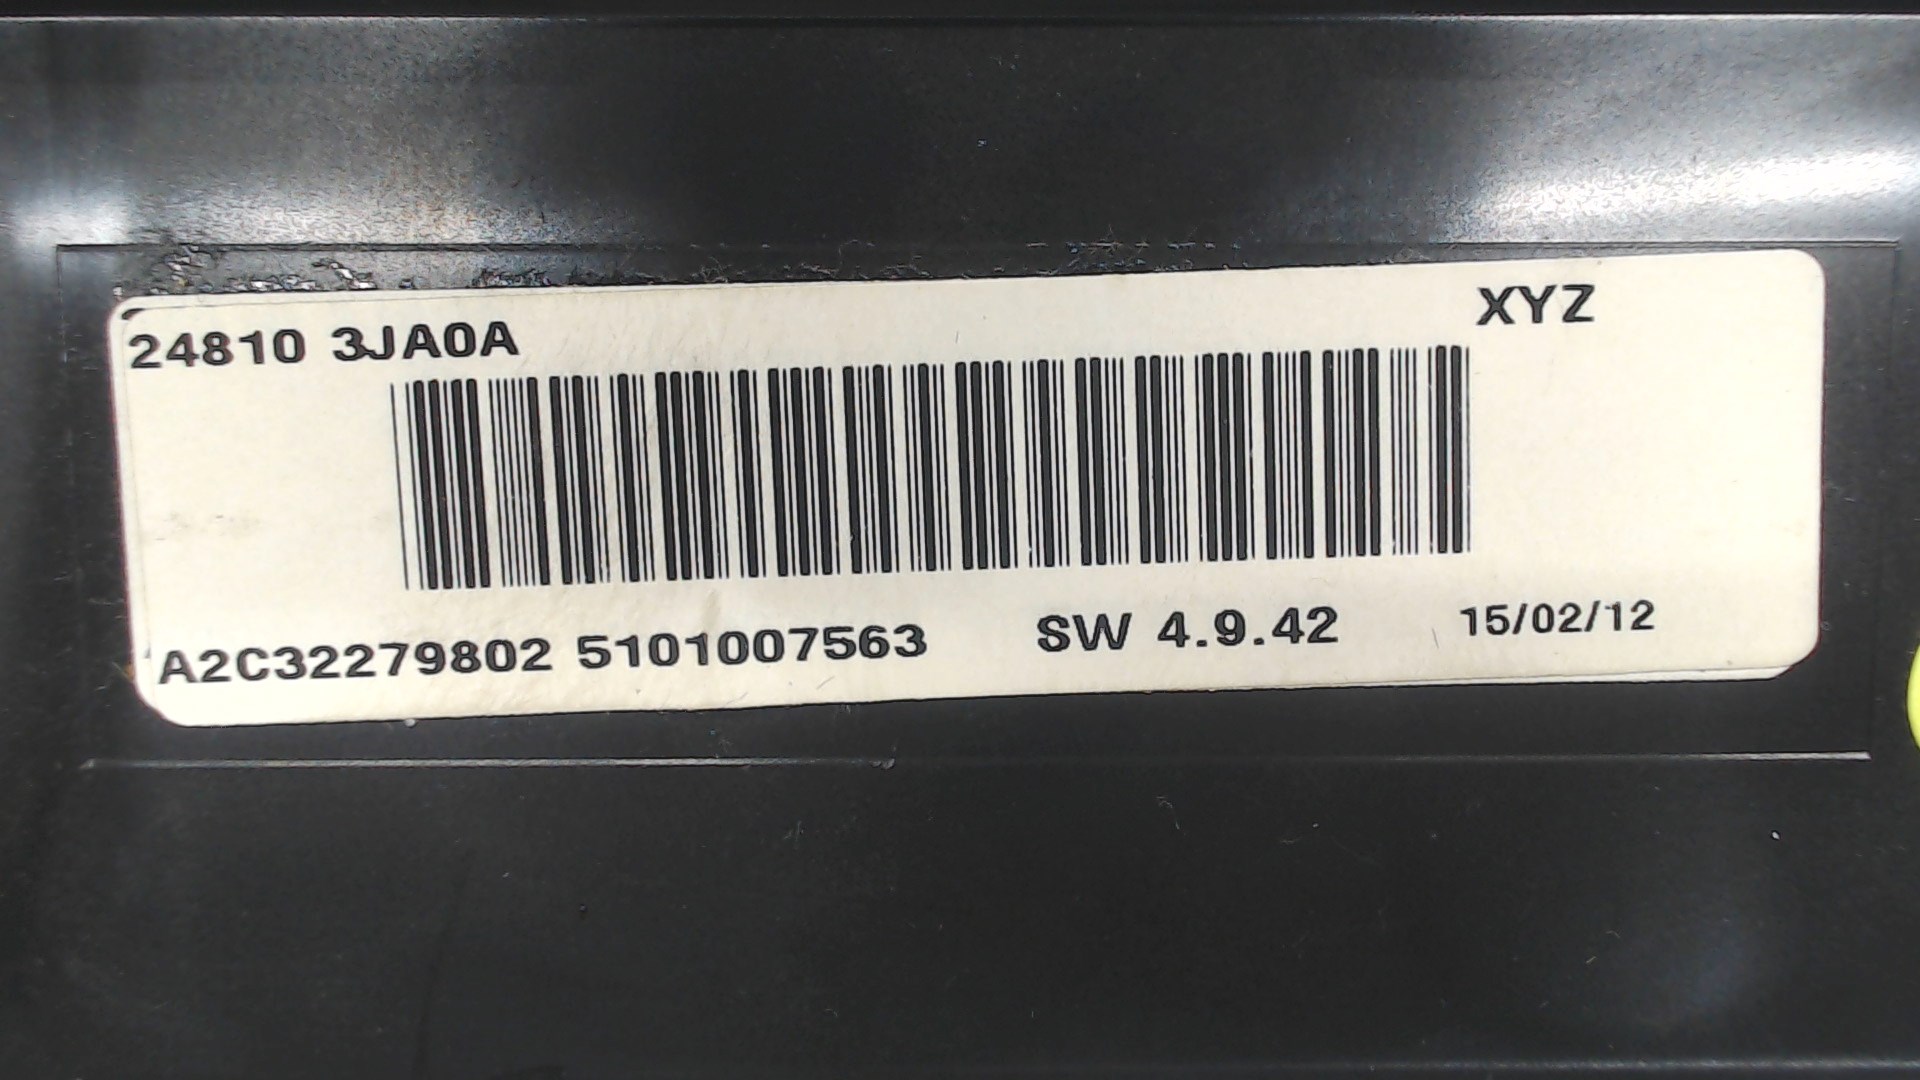 24810 3JA0A XYZ
A2C32279802 5101007563 SW 4.9.42 15/02/12